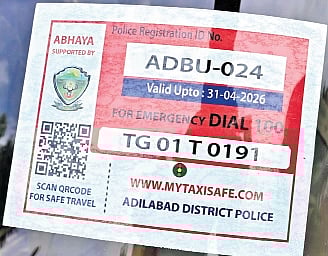 Police Registration ID No.
ABHAYA
SUPPORTED BY
ADBU-024
Valid Upto : 31-04-2026
FOR EMERGENCY DIAL 100
TG 01 T 0191
SCAN QRCODE
FOR SAFE TRAVEL
WWW.MYTAXISAFE.COM
ADILABAD DISTRICT POLICE